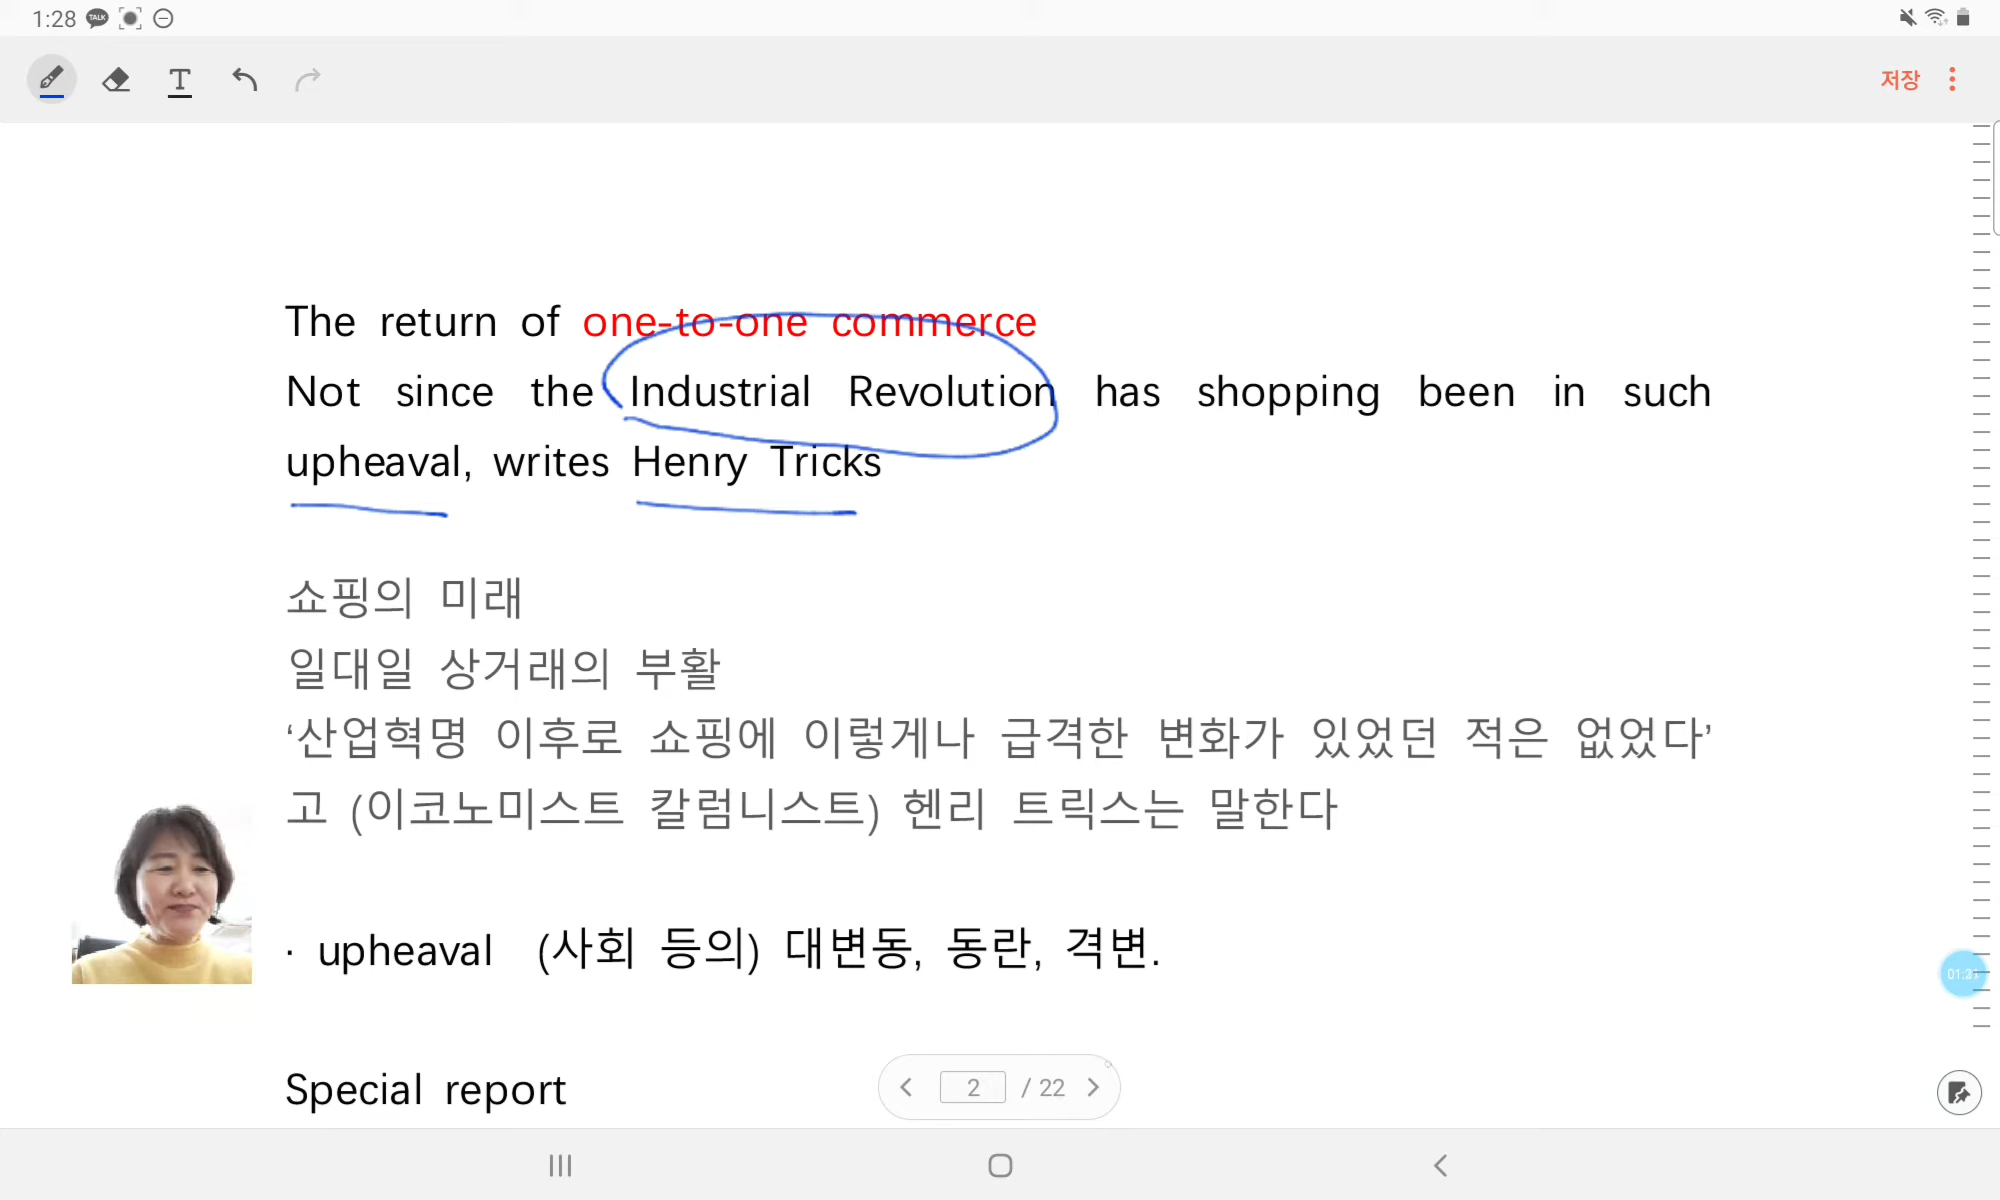 1:28 TALK
저장
The return of one-to-one commerce
Not since the Industrial Revolution has shopping been in such
upheaval, writes Henry Tricks
쇼핑의 미래
일대일 상거래의 부활
‘산업혁명 이후로 쇼핑에 이렇게나 급격한 변화가 있었던 적은 없었다’
고 (이코노미스트 칼럼니스트) 헨리 트릭스는 말한다
· upheaval (사회 등의) 대변동, 동란, 격변.
Special report
2 / 22